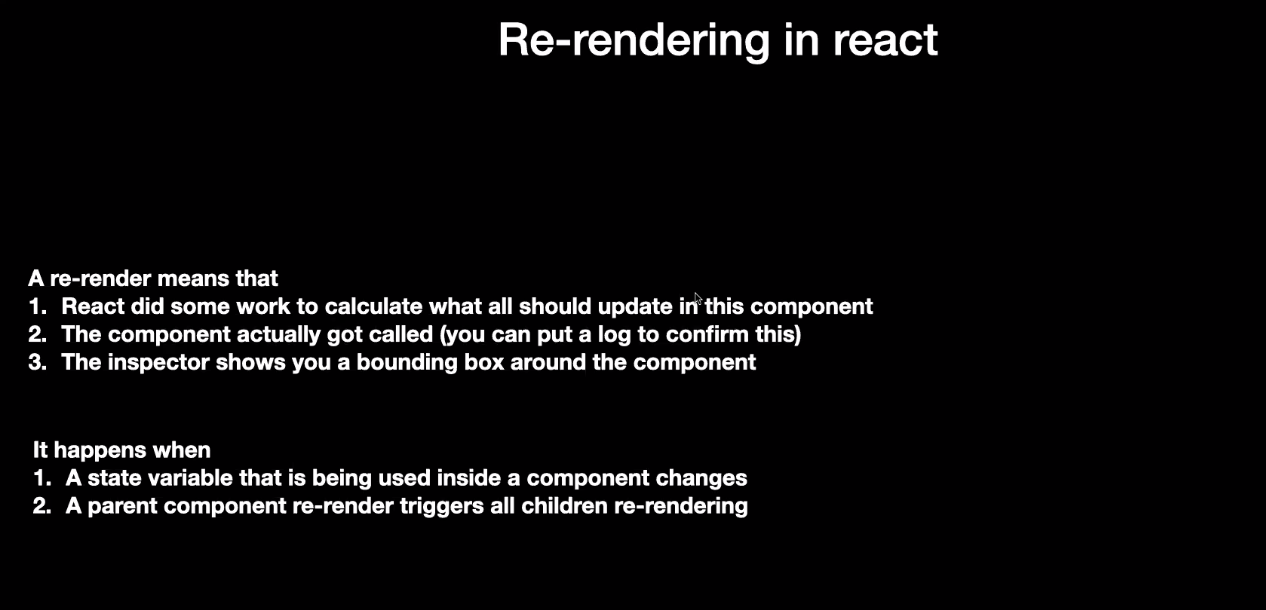 Re-rendering in react
A re-render means that
1. React did some work to calculate what all should update in this component
2. The component actually got called (you can put a log to confirm this)
3. The inspector shows you a bounding box around the component
It happens when
1. A state variable that is being used inside a component changes
2. A parent component re-render triggers all children re-rendering